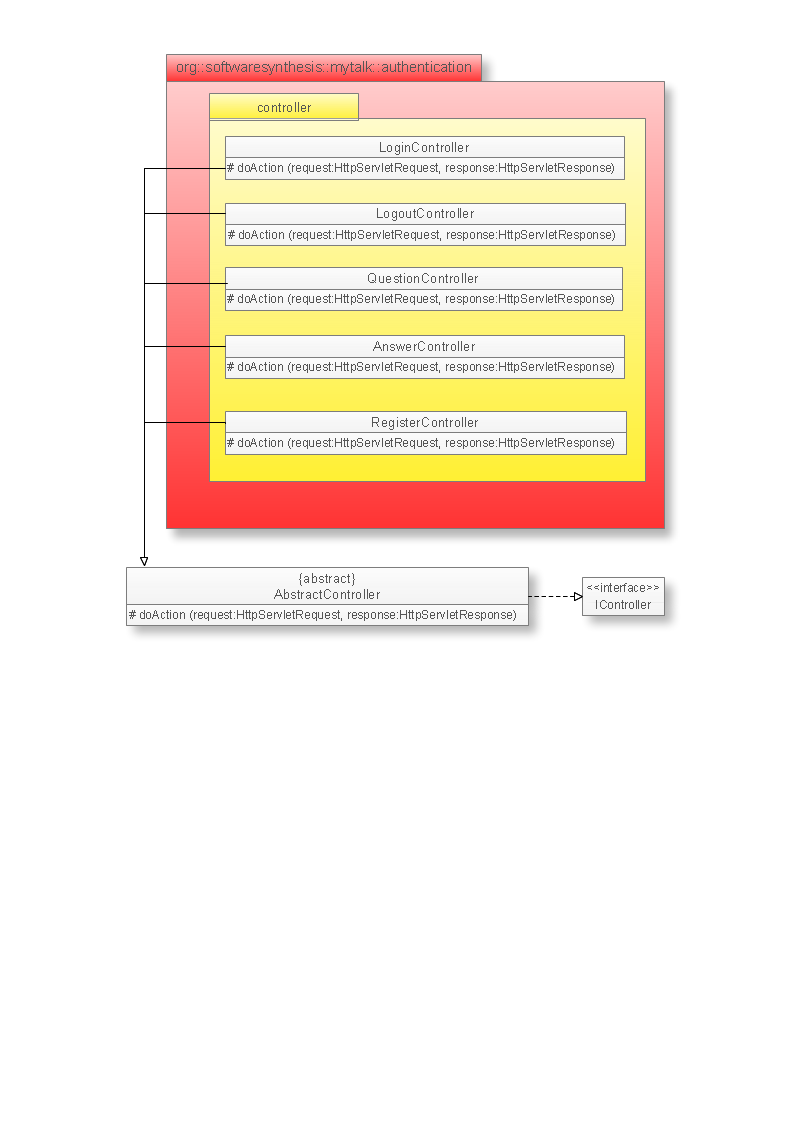 org::softwaresynthesis::mytalk::authentication
controller
LoginController
# doAction (request:HttpServletRequest, response:HttpServletResponse)
LogoutController
# doAction (request:HttpServletRequest, response:HttpServletResponse)
QuestionController
# doAction (request:HttpServletRequest, response:HttpServletResponse)
AnswerController
# doAction (request:HttpServletRequest, response:HttpServletResponse)
RegisterController
# doAction (request:HttpServletRequest, response:HttpServletResponse)
{abstract}
AbstractController
# doAction (request:HttpServletRequest, response:HttpServletResponse)
<<interface>>
IController